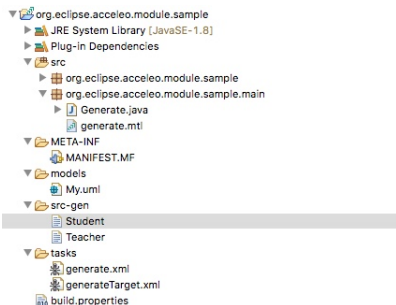 org.eclipse.acceleo.module.sample
JRE System Library [JavaSE-1.8]
Plug-in Dependencies
src
org.eclipse.acceleo.module.sample
org.eclipse.acceleo.module.sample.main
Generate.java
generate.mtl
META-INF
MANIFEST.MF
models
My.uml
src-gen
Student
Teacher
tasks
generate.xml
generateTarget.xml
build.properties